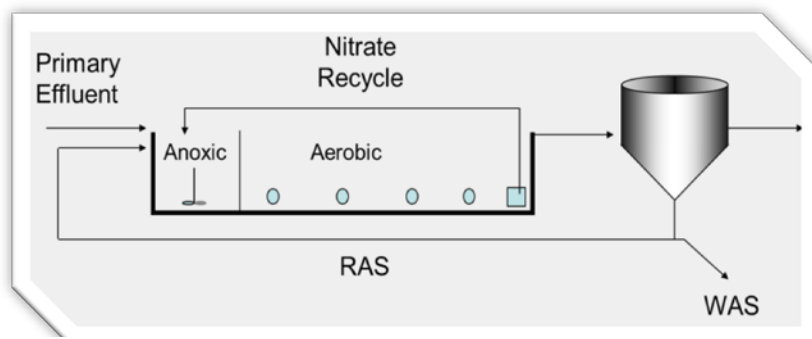 Primary
Effluent
Nitrate
Recycle
Anoxic
Aerobic
RAS
WAS